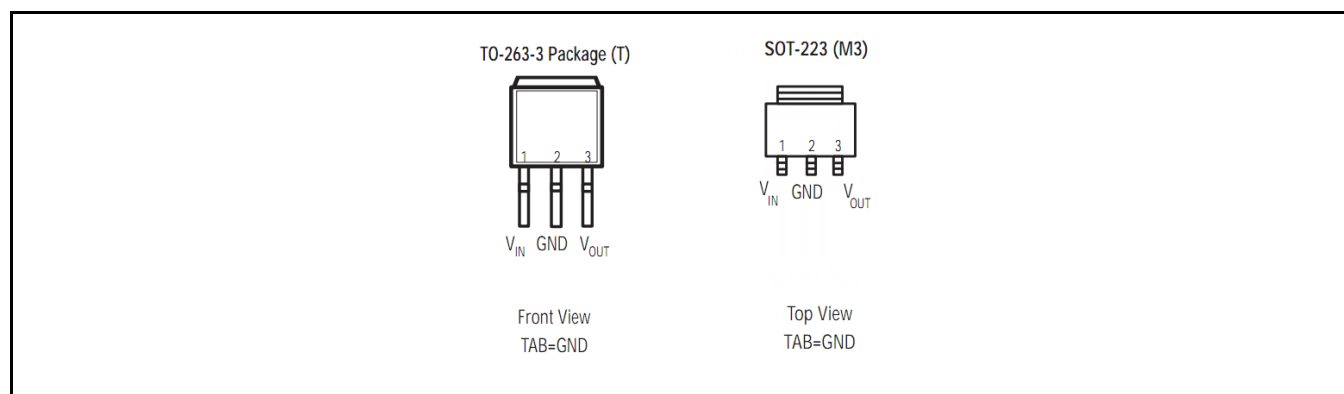 TO-263-3 Package (T)
1 2 3
VIN GND VOUT
Front View
TAB=GND
SOT-223 (M3)
1 2 3
VIN GND VOUT
Top View
TAB=GND